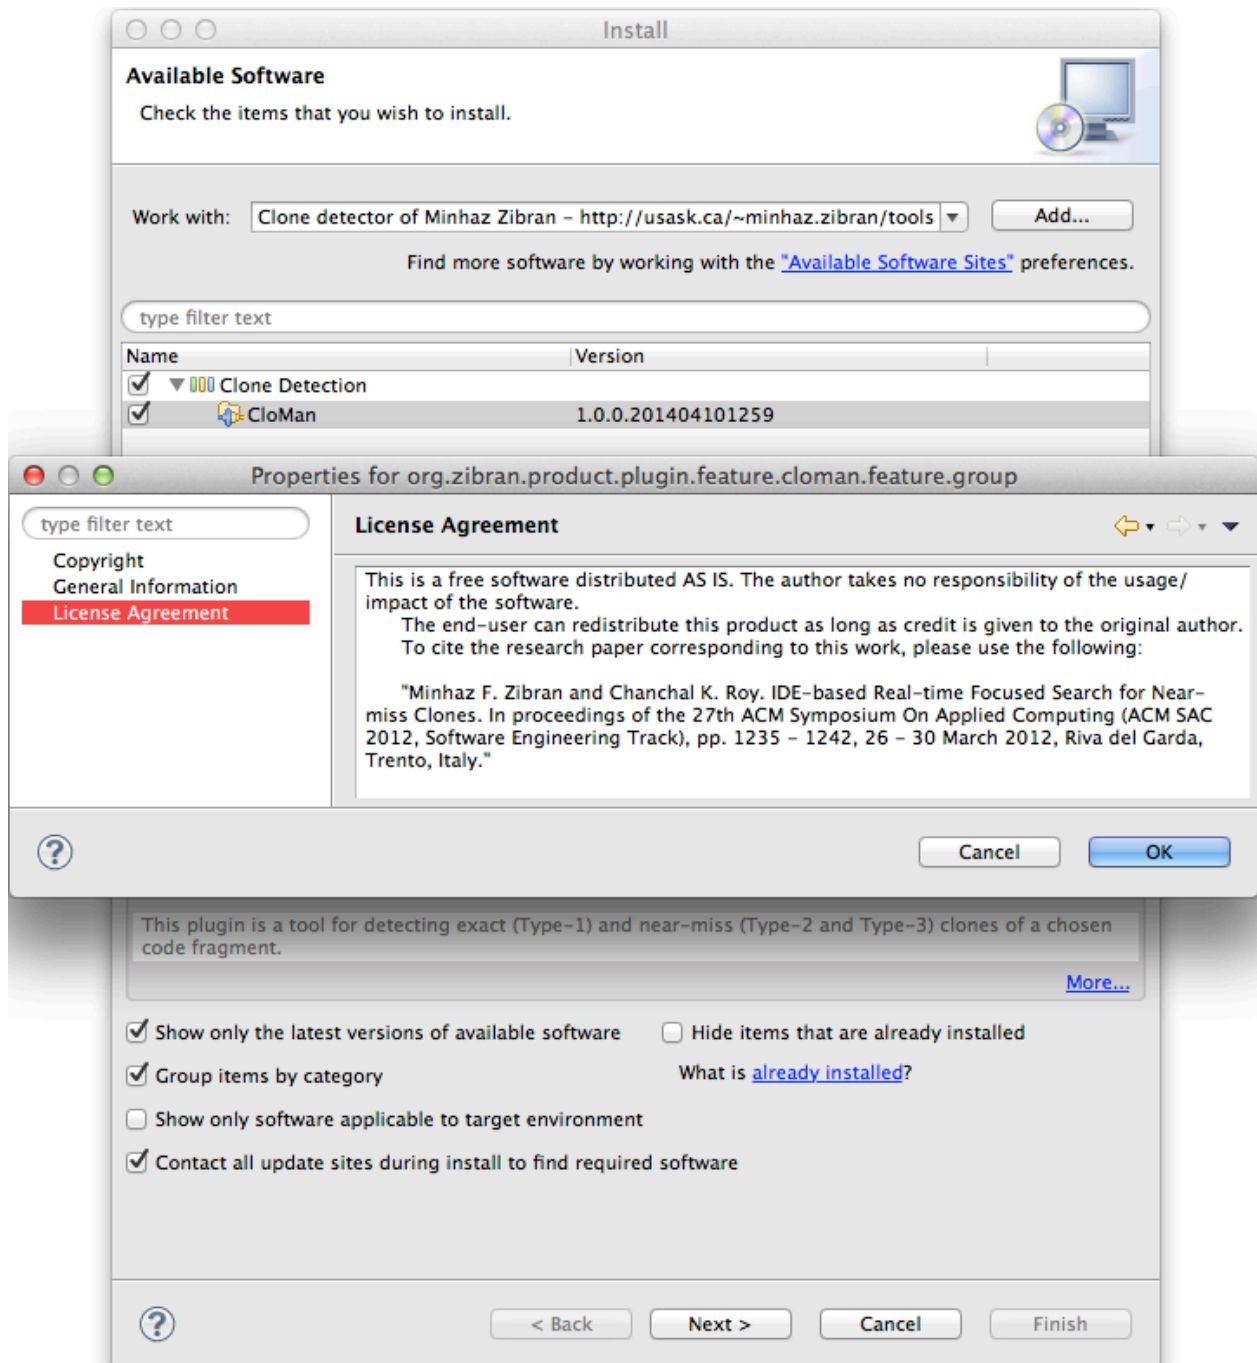 Install
Available Software
Check the items that you wish to install.
Work with: Clone detector of Minhaz Zibran – http://usask.ca/~minhaz.zibran/tools Add...
Find more software by working with the "Available Software Sites" preferences.
type filter text
Name Version
Clone Detection
CloMan 1.0.0.201404101259
Properties for org.zibran.product.plugin.feature.cloman.feature.group
type filter text
Copyright
General Information
License Agreement
License Agreement
This is a free software distributed AS IS. The author takes no responsibility of the usage/
impact of the software.
The end-user can redistribute this product as long as credit is given to the original author.
To cite the research paper corresponding to this work, please use the following:
"Minhaz F. Zibran and Chanchal K. Roy. IDE-based Real-time Focused Search for Near-
miss Clones. In proceedings of the 27th ACM Symposium On Applied Computing (ACM SAC
2012, Software Engineering Track), pp. 1235 – 1242, 26 – 30 March 2012, Riva del Garda,
Trento, Italy."
? Cancel OK
This plugin is a tool for detecting exact (Type-1) and near-miss (Type-2 and Type-3) clones of a chosen
code fragment.
More...
Show only the latest versions of available software Hide items that are already installed
Group items by category What is already installed?
Show only software applicable to target environment
Contact all update sites during install to find required software
? < Back Next > Cancel Finish